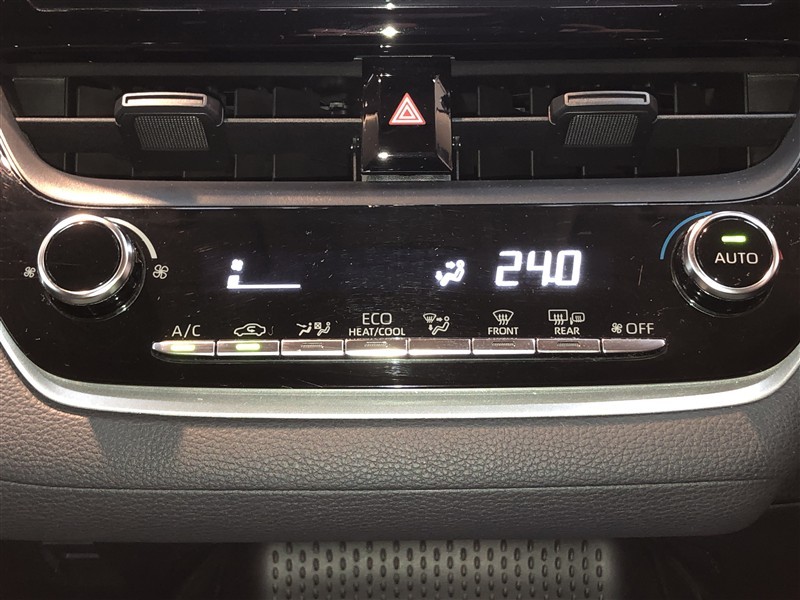 24.0
AUTO
A/C
ECO
HEAT/COOL
FRONT
REAR
OFF